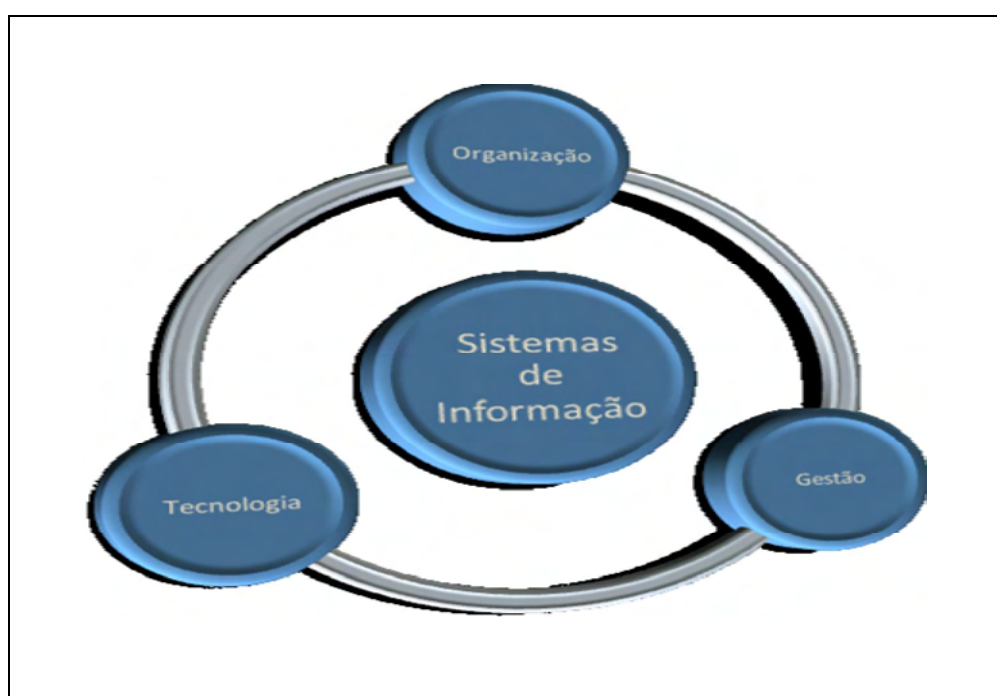 Organização
Sistemas
de
Informação
Gestão
Tecnologia